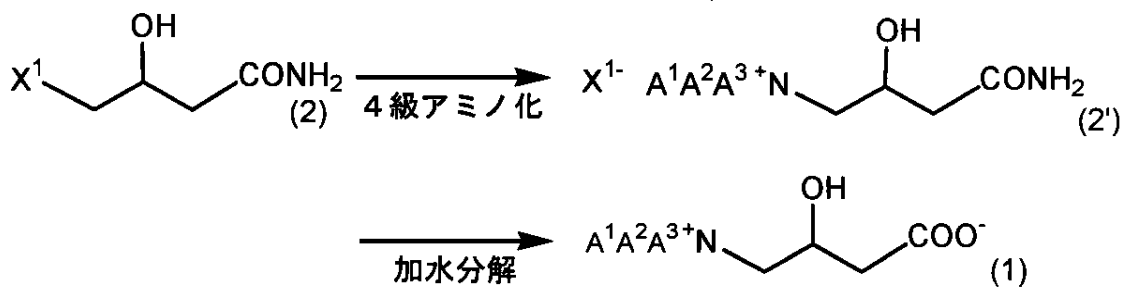 OH OH
X¹ CONH₂ (2) 4級アミノ化 X¹⁻ A¹A²A³⁺N CONH₂ (2')
OH
加水分解 A¹A²A³⁺N COO⁻ (1)